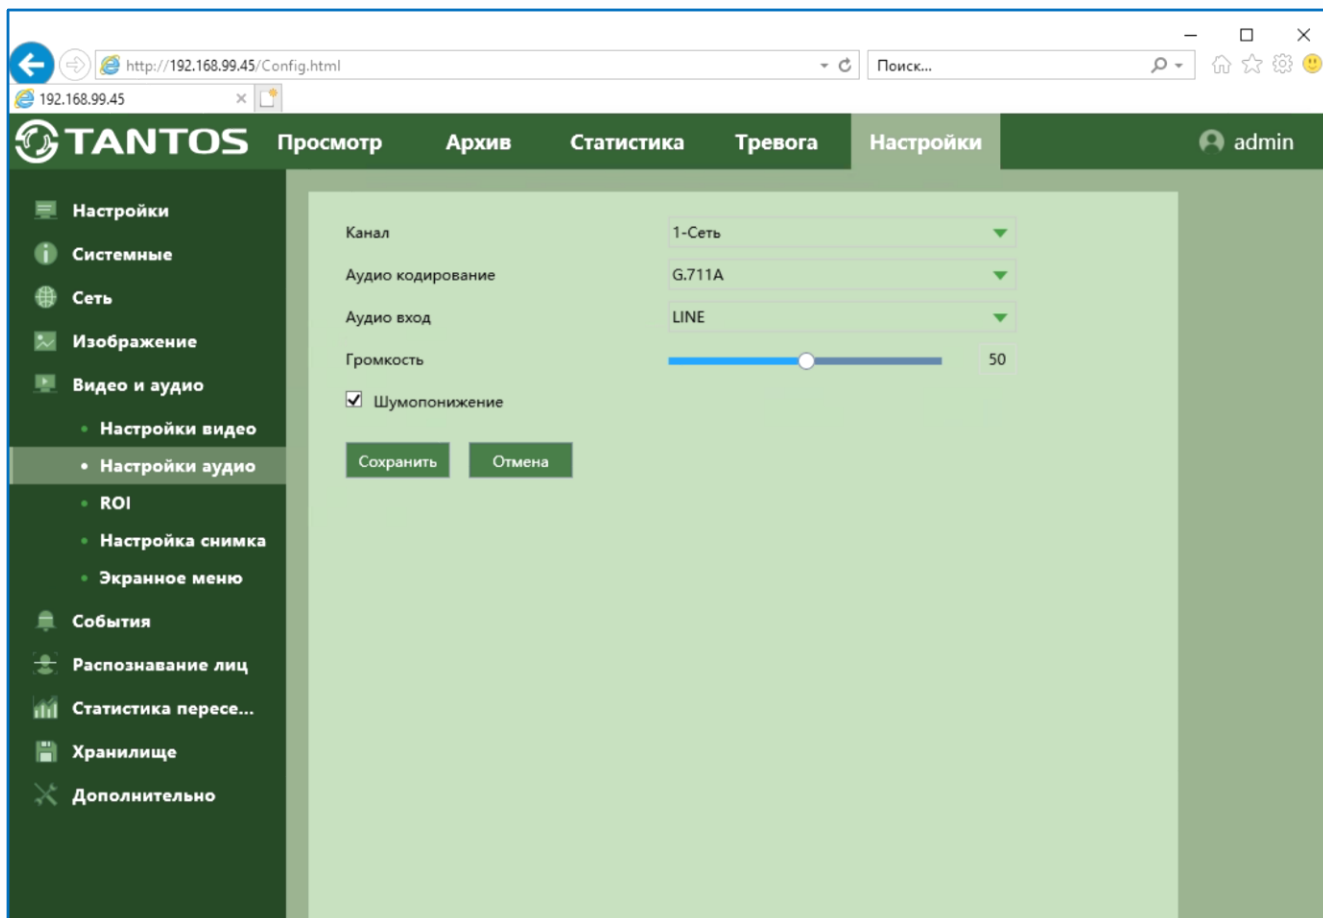 http://192.168.99.45/Config.html
Поиск...
192.168.99.45
TANTOS Просмотр Архив Статистика Тревога Настройки admin
Настройки
Системные
Сеть
Изображение
Видео и аудио
Настройки видео
Настройки аудио
ROI
Настройка снимка
Экранное меню
События
Распознавание лиц
Статистика пересе...
Хранилище
Дополнительно
Канал 1-Сеть
Аудио кодирование G.711A
Аудио вход LINE
Громкость 50
Шумопонижение
Сохранить Отмена